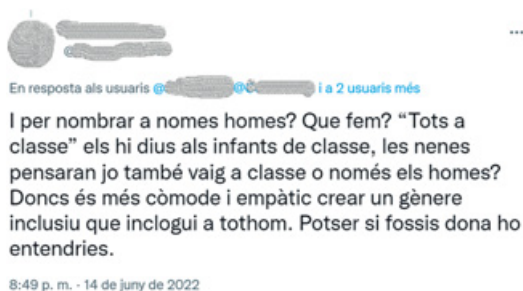 En resposta als usuaris @ @ i a 2 usuaris més
I per nombrar a nomes homes? Que fem? “Tots a
classe” els hi dius als infants de classe, les nenes
pensaran jo també vaig a classe o només els homes?
Doncs és més còmode i empàtic crear un gènere
inclusiu que inclogui a tothom. Potser si fossis dona ho
entendries.
8:49 p. m. · 14 de juny de 2022